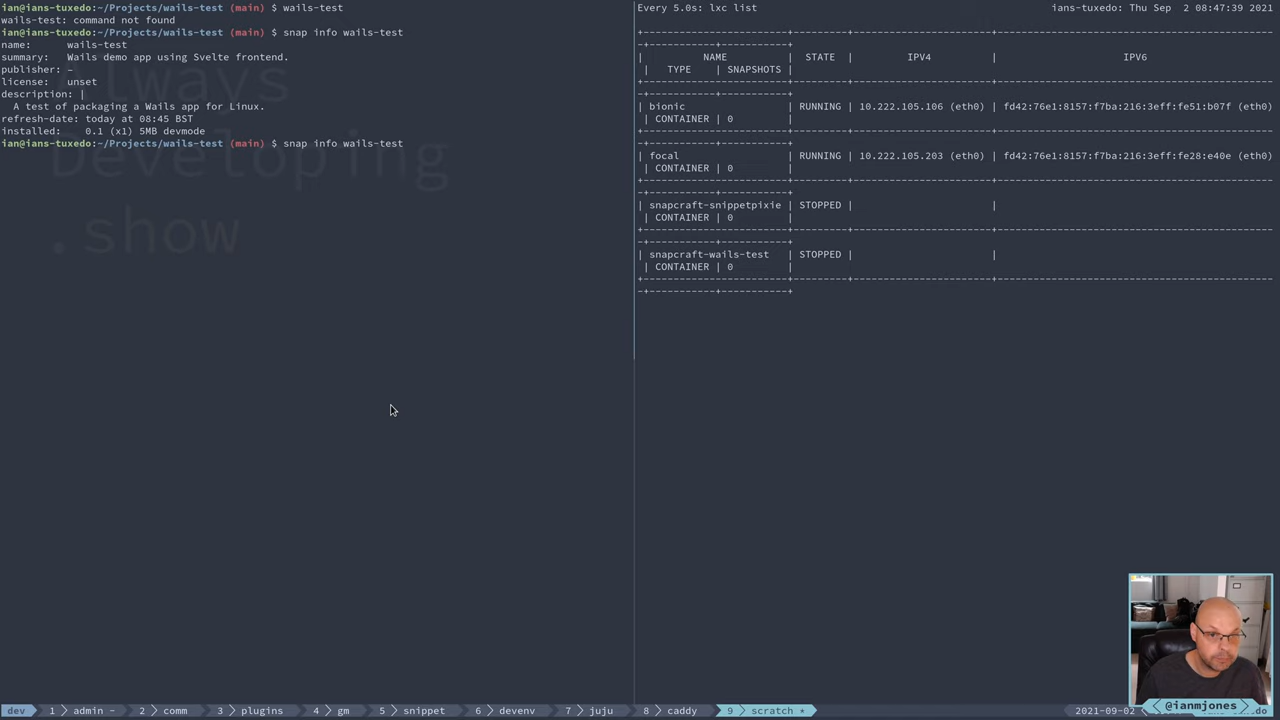 ian@ians-tuxedo:~/Projects/wails-test (main) $ wails-test
wails-test: command not found
ian@ians-tuxedo:~/Projects/wails-test (main) $ snap info wails-test
name:      wails-test
summary:   Wails demo app using Svelte frontend.
publisher: –
license:   unset
description: |
  A test of packaging a Wails app for Linux.
refresh-date: today at 08:45 BST
installed:    0.1 (x1) 5MB devmode
ian@ians-tuxedo:~/Projects/wails-test (main) $ snap info wails-test
Always
Developing
.show
Every 5.0s: lxc list
ians-tuxedo: Thu Sep  2 08:47:39 2021
| NAME | STATE | IPV4 | IPV6
| TYPE | SNAPSHOTS |
| bionic | RUNNING | 10.222.105.106 (eth0) | fd42:76e1:8157:f7ba:216:3eff:fe51:b07f (eth0)
| CONTAINER | 0 |
| focal | RUNNING | 10.222.105.203 (eth0) | fd42:76e1:8157:f7ba:216:3eff:fe28:e40e (eth0)
| CONTAINER | 0 |
| snapcraft-snippetpixie | STOPPED | |
| CONTAINER | 0 |
| snapcraft-wails-test | STOPPED | |
| CONTAINER | 0 |
@ianmjones
dev 1 admin - 2 comm 3 plugins 4 gm 5 snippet 6 devenv 7 juju 8 caddy 9 scratch * 2021-09-02